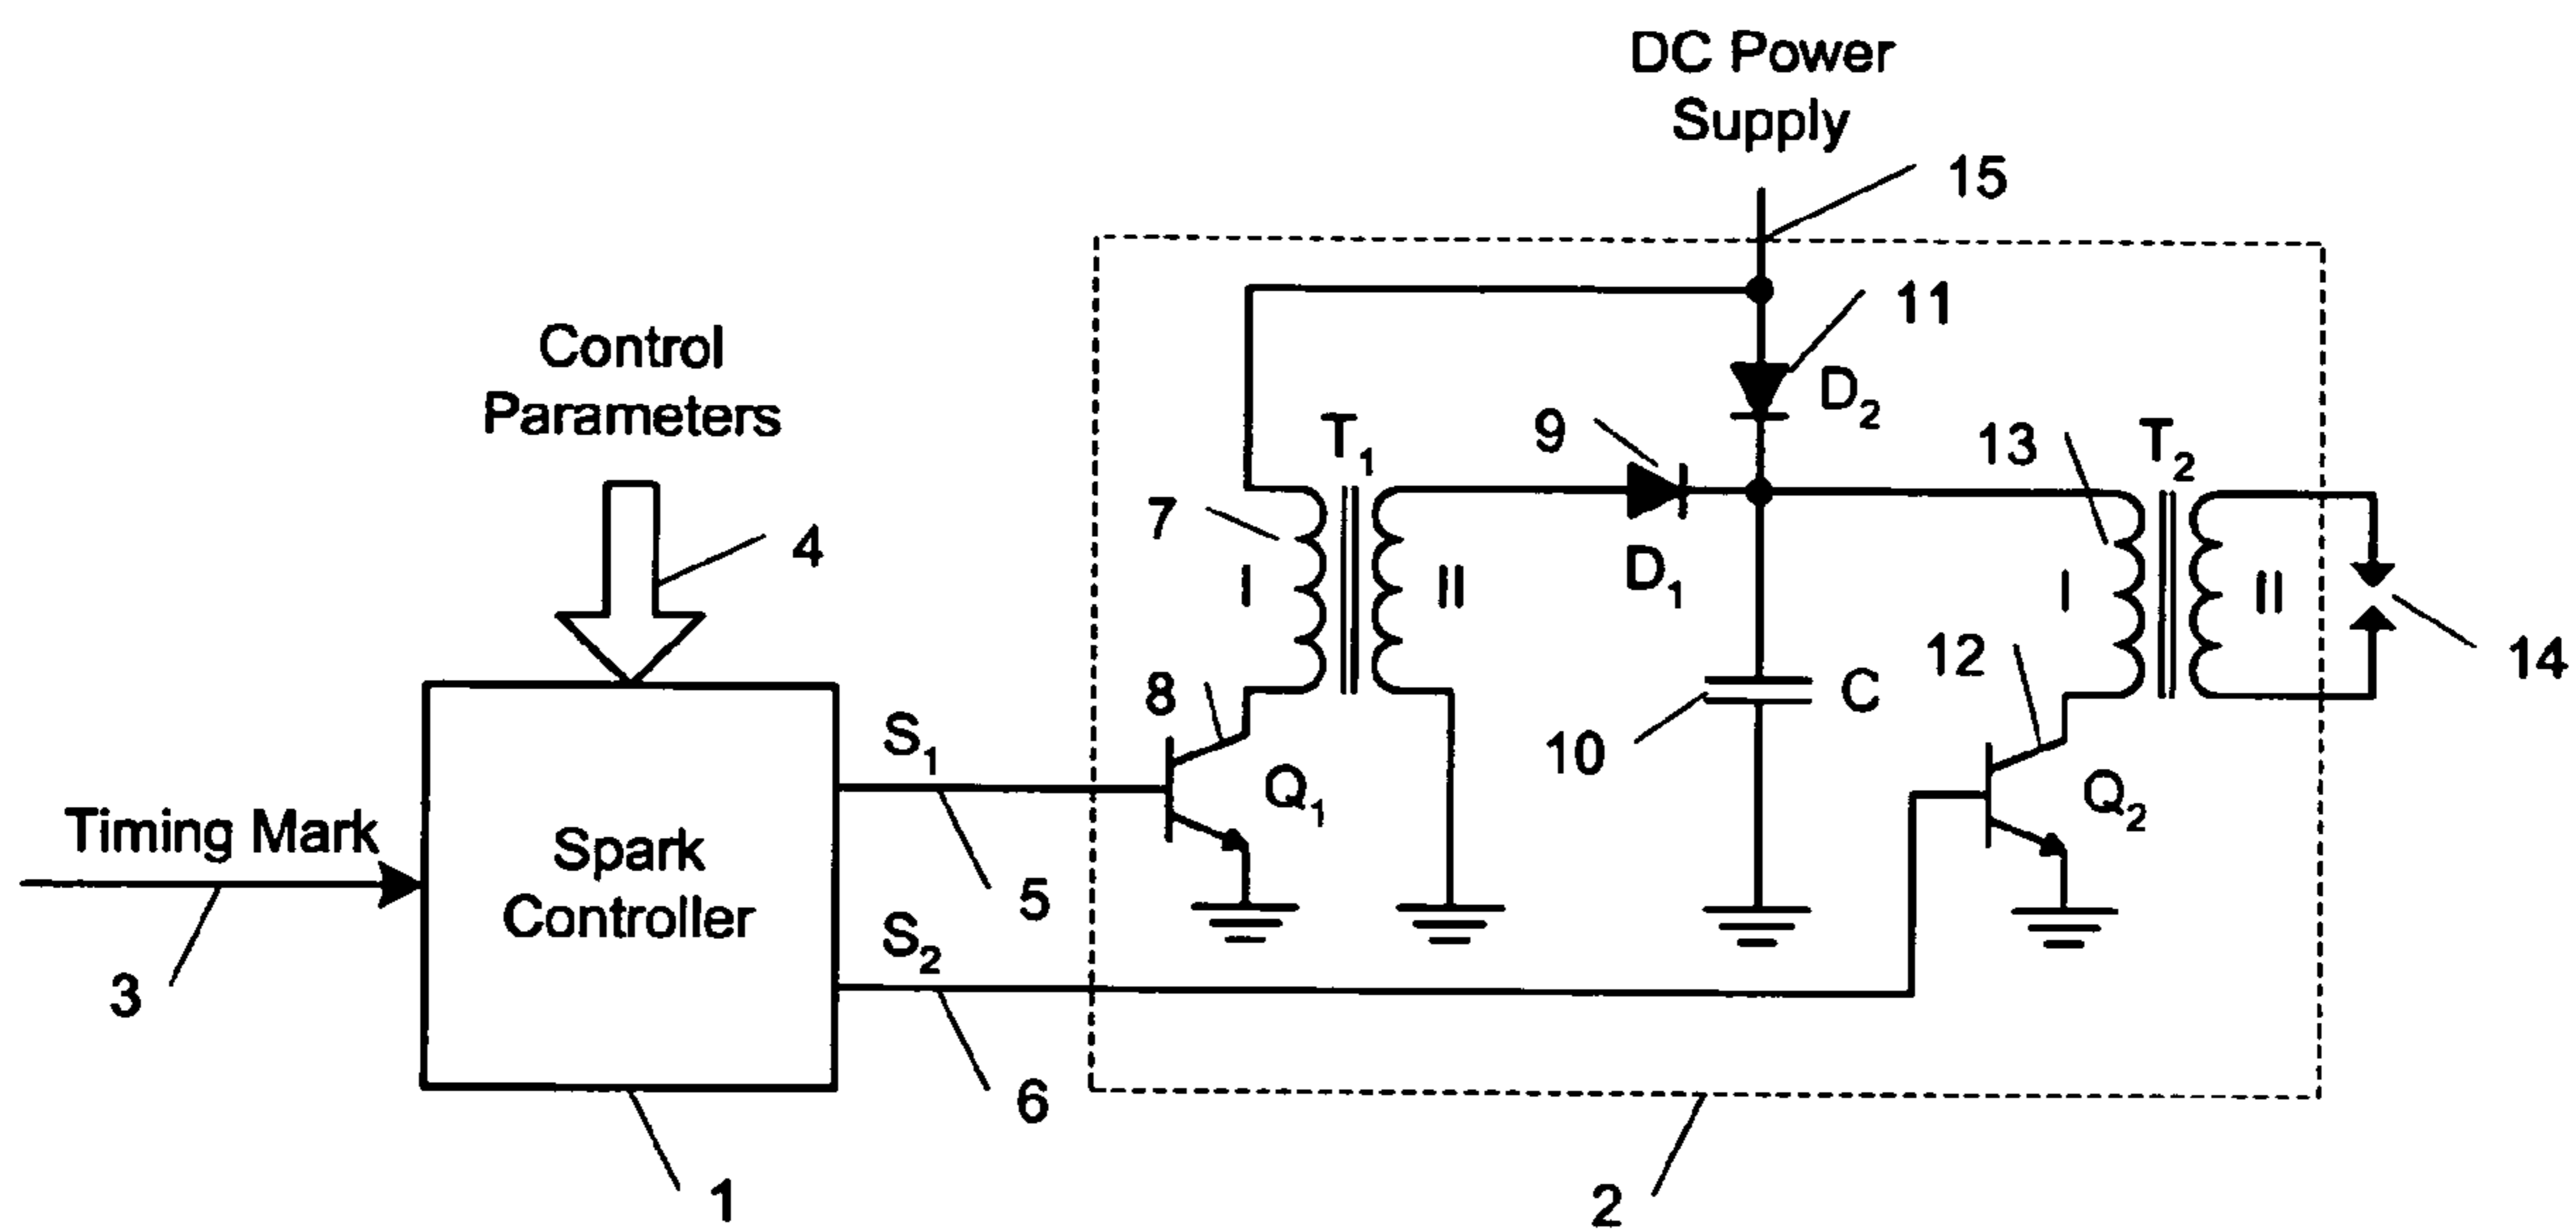 DC Power
Supply
15
11
Control
Parameters
D2
9
T1
13
T2
7
4
I
II
D1
I
II
8
12
14
S1
10
C
Q1
Q2
Timing Mark
Spark
Controller
5
S2
3
6
1
2